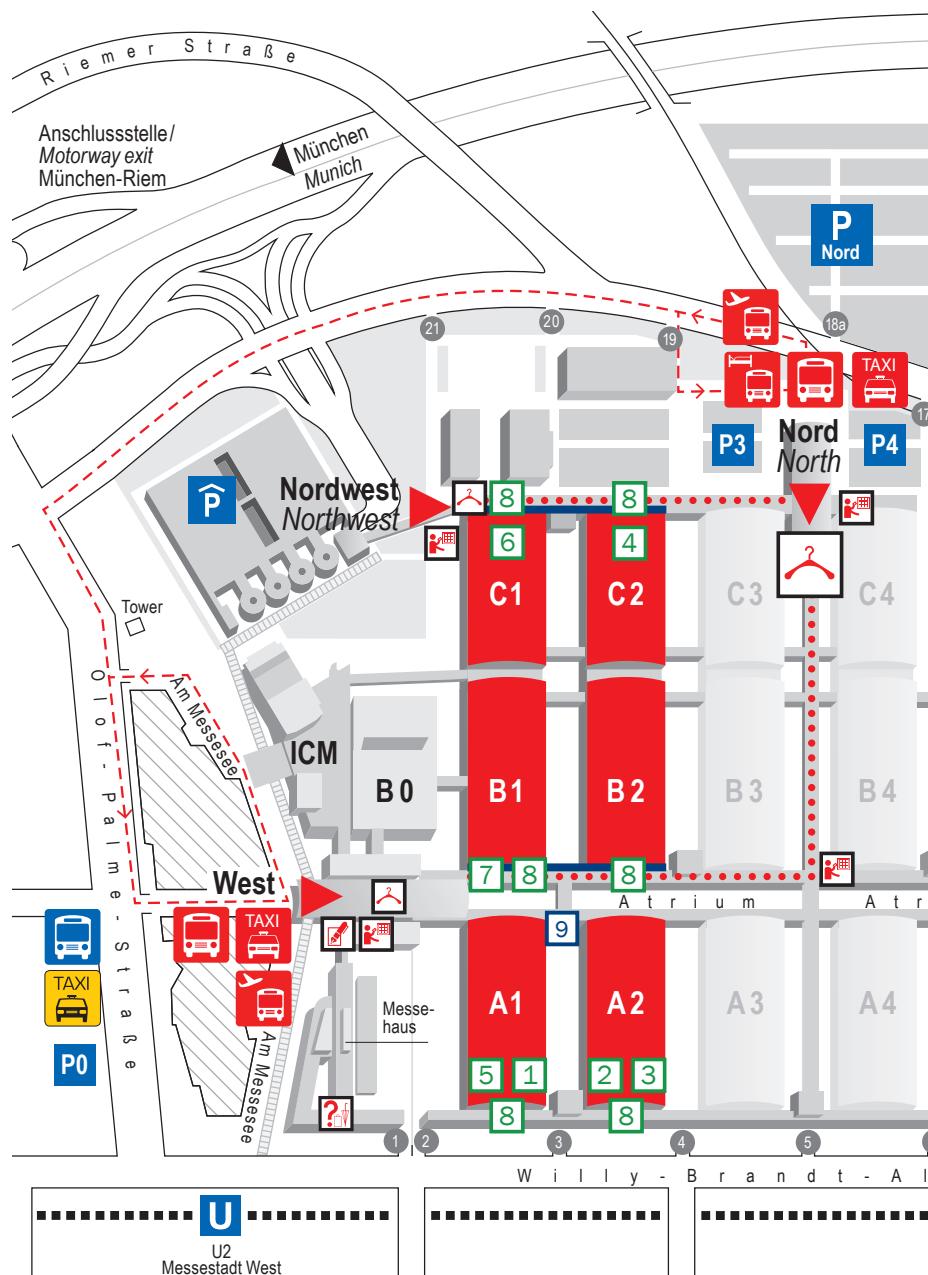 Riemer Straße
Anschlussstelle/
Motorway exit
München-Riem
München
Munich
P
Nord
18a
21
20
19
17
TAXI
P3
Nord
North
P4
P
Nordwest
Northwest
8
8
6
4
C1
C2
C3
C4
Tower
Olof-Palme-Straße
Am Messesee
ICM
B0
B1
B2
B3
B4
7
8
8
West
Atrium
Atr
9
TAXI
TAXI
A1
A2
A3
A4
Messe-
haus
P0
Am Messesee
5
1
2
3
?
8
8
1
2
3
4
5
Willy-Brandt-Al
U
U2
Messestadt West